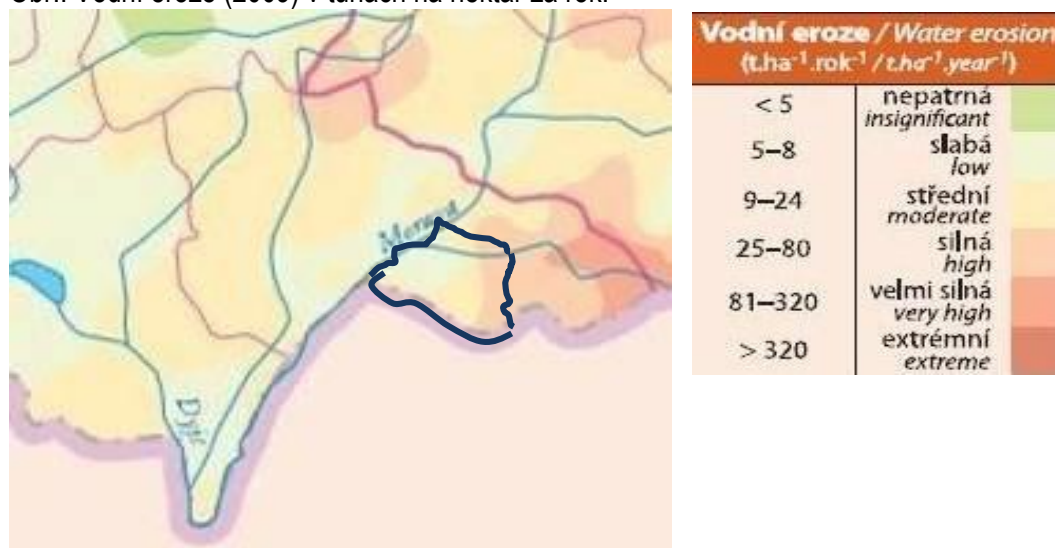 Vodní eroze / Water erosion
(t.ha⁻¹.rok⁻¹ / t.ha⁻¹.year⁻¹)
< 5 nepatrná
insignificant
5–8 slabá
low
9–24 střední
moderate
25–80 silná
high
81–320 velmi silná
very high
> 320 extrémní
extreme
Morava
Dyje